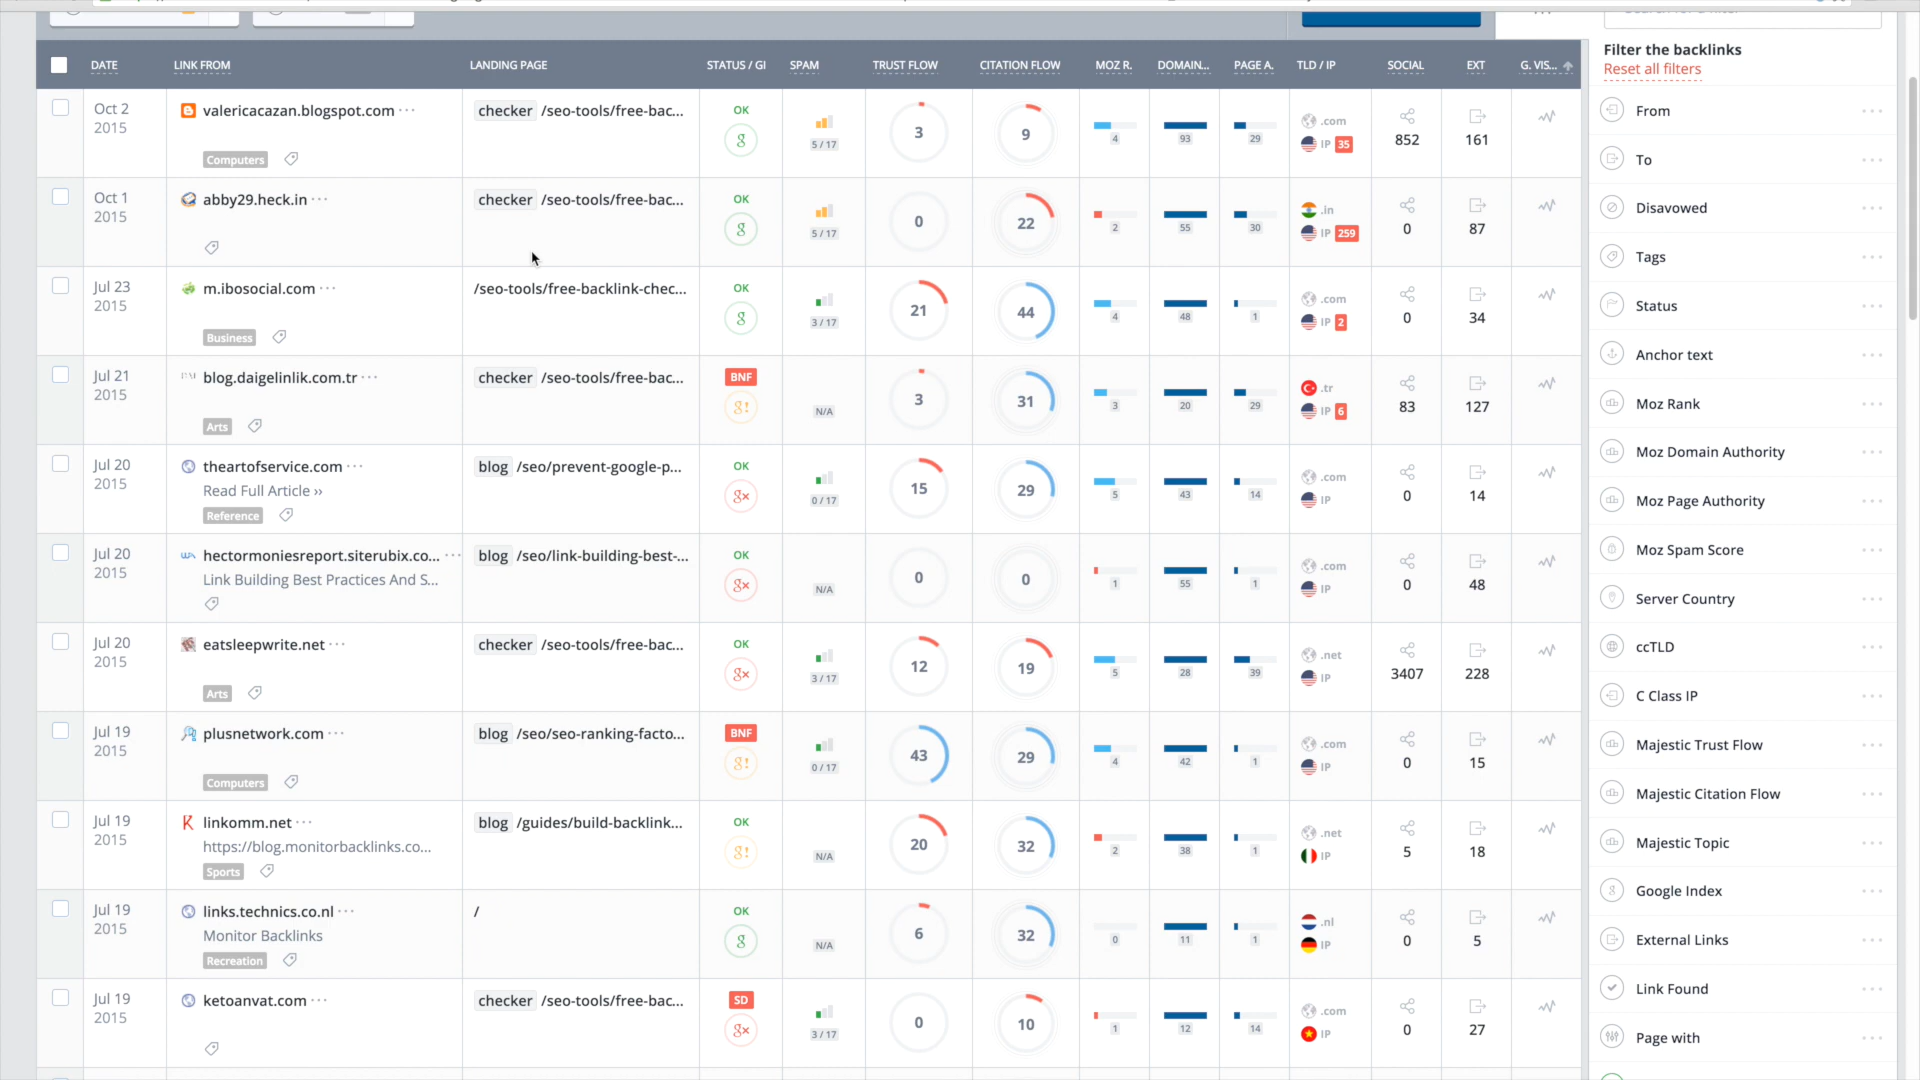 DATE LINK FROM LANDING PAGE STATUS / GI SPAM TRUST FLOW CITATION FLOW MOZ R. DOMAIN... PAGE A. TLD / IP SOCIAL EXT G. VIS...
Oct 2 valericacazan.blogspot.com ··· checker /seo-tools/free-bac... OK .com
2015 5 / 17 3 9 4 93 29 IP 35 852 161
Computers
Oct 1 abby29.heck.in ··· checker /seo-tools/free-bac... OK .in
2015 5 / 17 0 22 2 55 30 IP 259 0 87
Jul 23 m.ibosocial.com ··· /seo-tools/free-backlink-chec... OK .com
2015 3 / 17 21 44 4 48 1 IP 2 0 34
Business
Jul 21 blog.daigelinlik.com.tr ··· checker /seo-tools/free-bac... BNF .tr
2015 N/A 3 31 3 20 29 IP 6 83 127
Arts
Jul 20 theartofservice.com ··· blog /seo/prevent-google-p... OK .com
2015 Read Full Article ›› 0 / 17 15 29 5 43 14 IP 0 14
Reference
Jul 20 hectormoniesreport.siterubix.co... ··· blog /seo/link-building-best-... OK .com
2015 Link Building Best Practices And S... N/A 0 0 1 55 1 IP 0 48
Jul 20 eatsleepwrite.net ··· checker /seo-tools/free-bac... OK .net
2015 3 / 17 12 19 5 28 39 IP 3407 228
Arts
Jul 19 plusnetwork.com ··· blog /seo/seo-ranking-facto... BNF .com
2015 0 / 17 43 29 4 42 1 IP 0 15
Computers
Jul 19 linkomm.net ··· blog /guides/build-backlink... OK .net
2015 https://blog.monitorbacklinks.co... N/A 20 32 2 38 1 IP 5 18
Sports
Jul 19 links.technics.co.nl ··· / OK .nl
2015 Monitor Backlinks N/A 6 32 0 11 1 IP 0 5
Recreation
Jul 19 ketoanvat.com ··· checker /seo-tools/free-bac... SD .com
2015 3 / 17 0 10 1 12 14 IP 0 27
Filter the backlinks
Reset all filters
From
To
Disavowed
Tags
Status
Anchor text
Moz Rank
Moz Domain Authority
Moz Page Authority
Moz Spam Score
Server Country
ccTLD
C Class IP
Majestic Trust Flow
Majestic Citation Flow
Majestic Topic
Google Index
External Links
Link Found
Page with